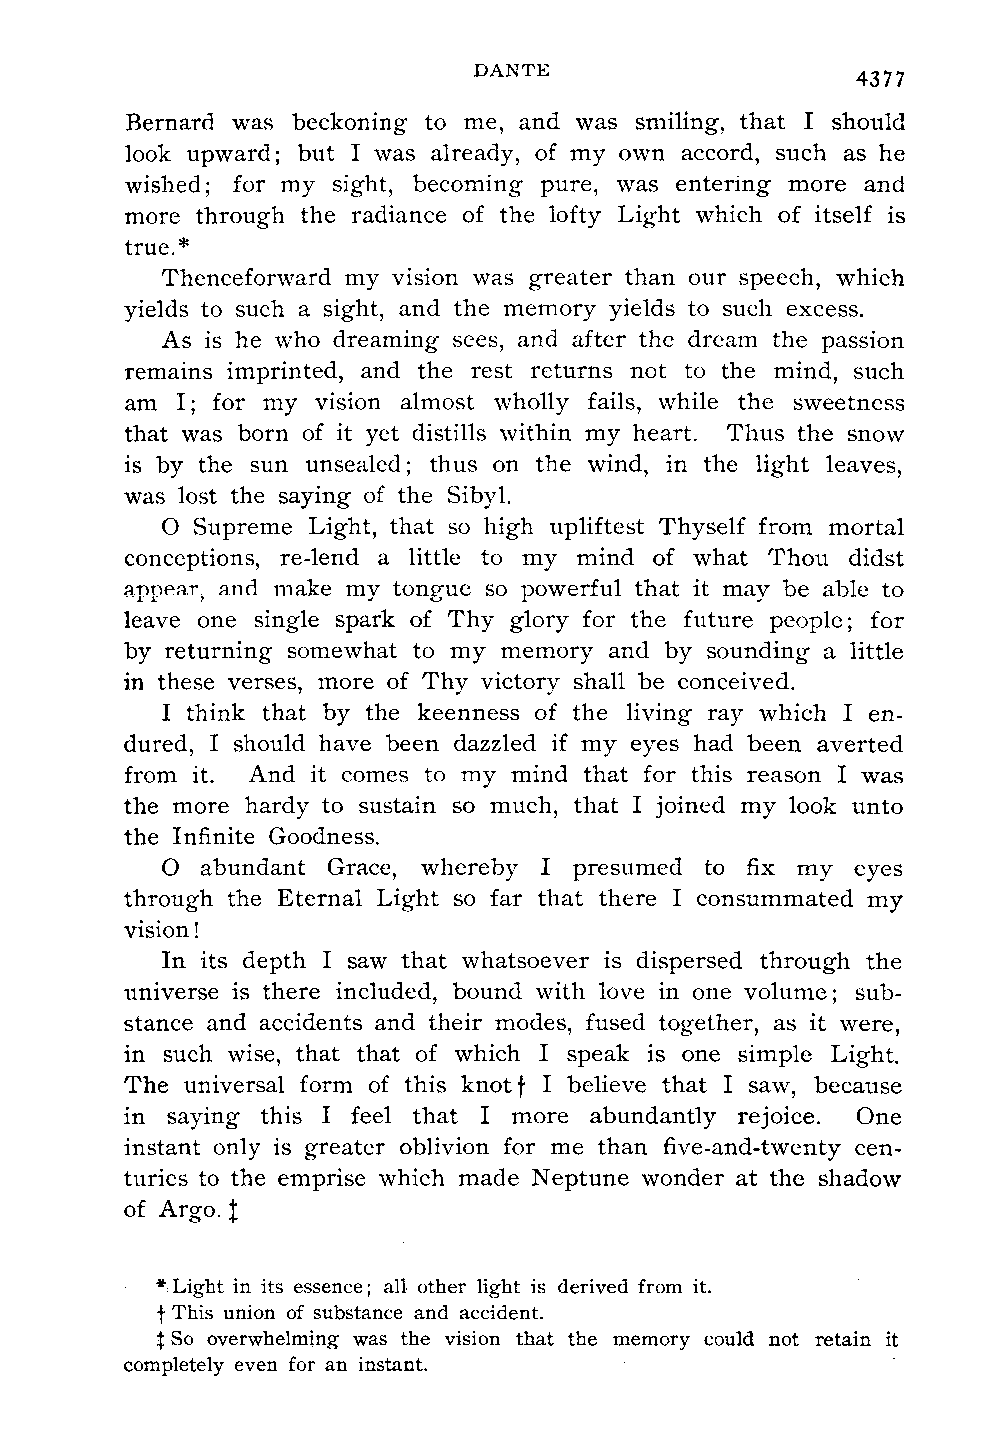 DANTE
4377
Bernard was beckoning to me, and was smiling, that I should
look upward; but I was already, of my own accord, such as he
wished; for my sight, becoming pure, was entering more and
more through the radiance of the lofty Light which of itself is
true.*
Thenceforward my vision was greater than our speech, which
yields to such a sight, and the memory yields to such excess.
As is he who dreaming sees, and after the dream the passion
remains imprinted, and the rest returns not to the mind, such
am I; for my vision almost wholly fails, while the sweetness
that was born of it yet distills within my heart. Thus the snow
is by the sun unsealed; thus on the wind, in the light leaves,
was lost the saying of the Sibyl.
O Supreme Light, that so high upliftest Thyself from mortal
conceptions, re-lend a little to my mind of what Thou didst
appear, and make my tongue so powerful that it may be able to
leave one single spark of Thy glory for the future people; for
by returning somewhat to my memory and by sounding a little
in these verses, more of Thy victory shall be conceived.
I think that by the keenness of the living ray which I en-
dured, I should have been dazzled if my eyes had been averted
from it. And it comes to my mind that for this reason I was
the more hardy to sustain so much, that I joined my look unto
the Infinite Goodness.
O abundant Grace, whereby I presumed to fix my eyes
through the Eternal Light so far that there I consummated my
vision!
In its depth I saw that whatsoever is dispersed through the
universe is there included, bound with love in one volume; sub-
stance and accidents and their modes, fused together, as it were,
in such wise, that that of which I speak is one simple Light.
The universal form of this knot† I believe that I saw, because
in saying this I feel that I more abundantly rejoice. One
instant only is greater oblivion for me than five-and-twenty cen-
turies to the emprise which made Neptune wonder at the shadow
of Argo.‡
* Light in its essence; all other light is derived from it.
† This union of substance and accident.
‡ So overwhelming was the vision that the memory could not retain it
completely even for an instant.